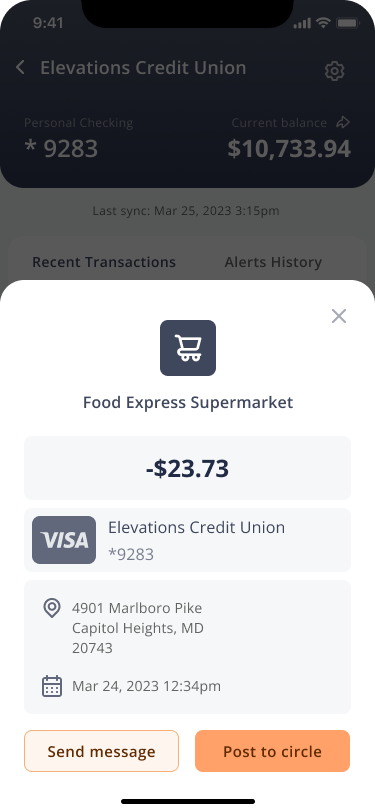 9:41
Elevations Credit Union
Personal Checking
Current balance
* 9283
$10,733.94
Last sync: Mar 25, 2023 3:15pm
Recent Transactions
Alerts History
Food Express Supermarket
-$23.73
VISA
Elevations Credit Union
*9283
4901 Marlboro Pike
Capitol Heights, MD
20743
Mar 24, 2023 12:34pm
Send message
Post to circle